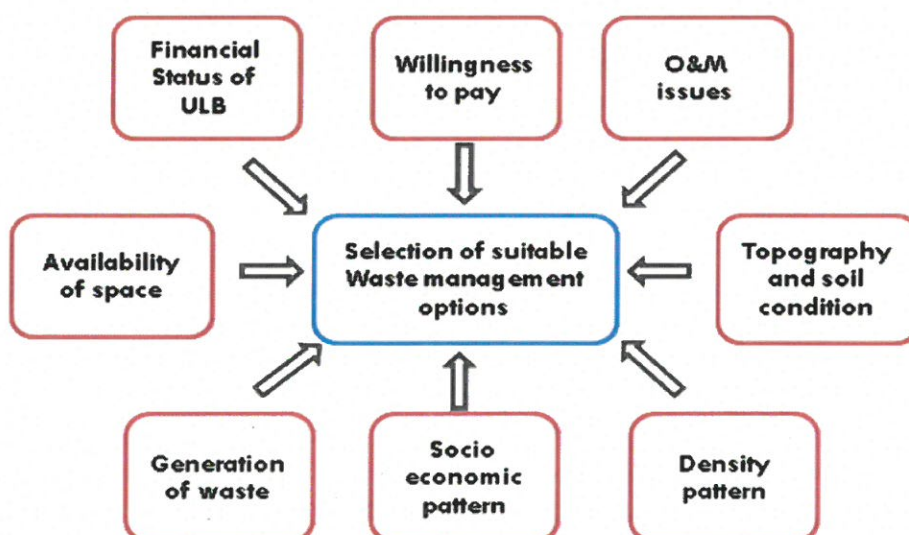 Financial
Status of
ULB
Willingness
to pay
O&M
issues
Availability
of space
Selection of suitable
Waste management
options
Topography
and soil
condition
Generation
of waste
Socio
economic
pattern
Density
pattern